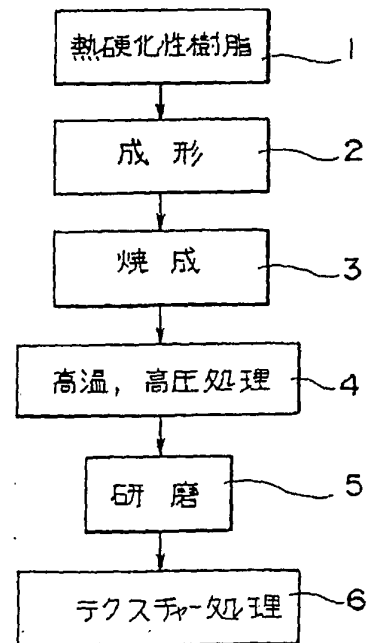 熱硬化性樹脂 1
成形 2
焼成 3
高温,高圧処理 4
研磨 5
テクスチャー処理 6